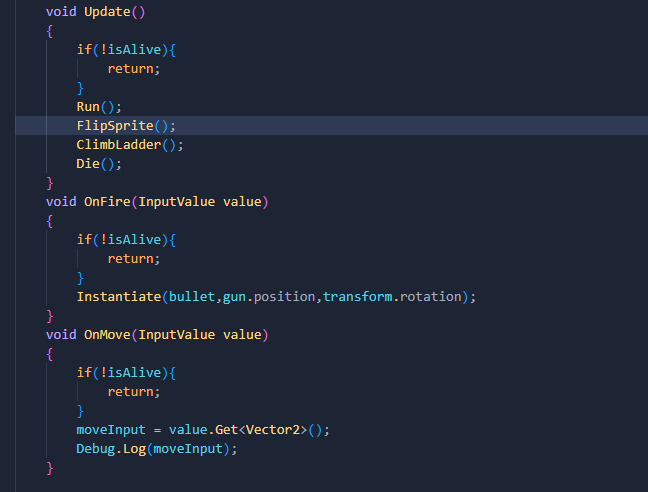 void Update()
{
if(!isAlive){
return;
}
Run();
FlipSprite();
ClimbLadder();
Die();
}
void OnFire(InputValue value)
{
if(!isAlive){
return;
}
Instantiate(bullet,gun.position,transform.rotation);
}
void OnMove(InputValue value)
{
if(!isAlive){
return;
}
moveInput = value.Get<Vector2>();
Debug.Log(moveInput);
}